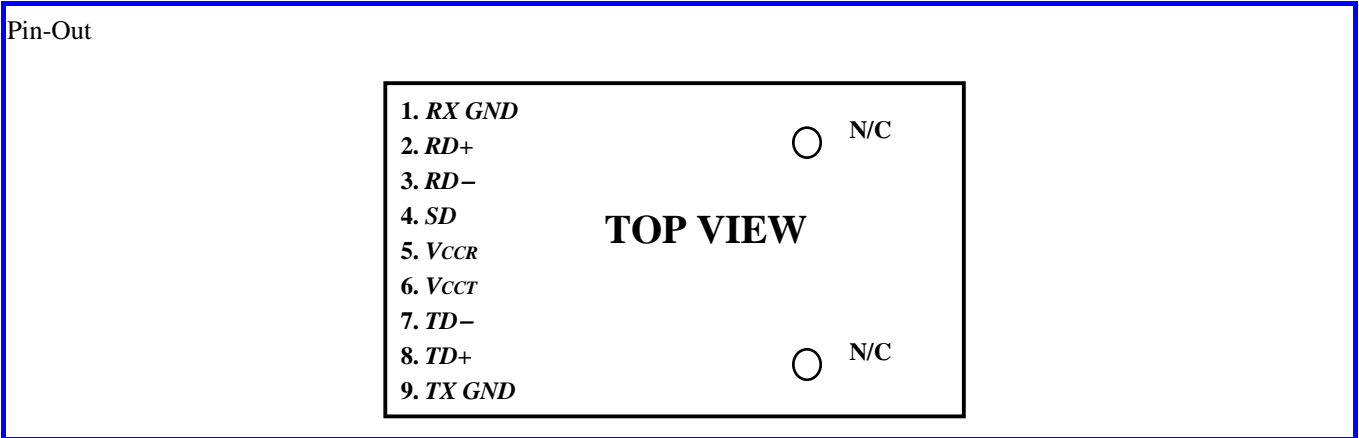 Pin-Out
1. RX GND
N/C
2. RD+
3. RD−
4. SD
TOP VIEW
5. VCCR
6. VCCT
7. TD−
8. TD+
N/C
9. TX GND